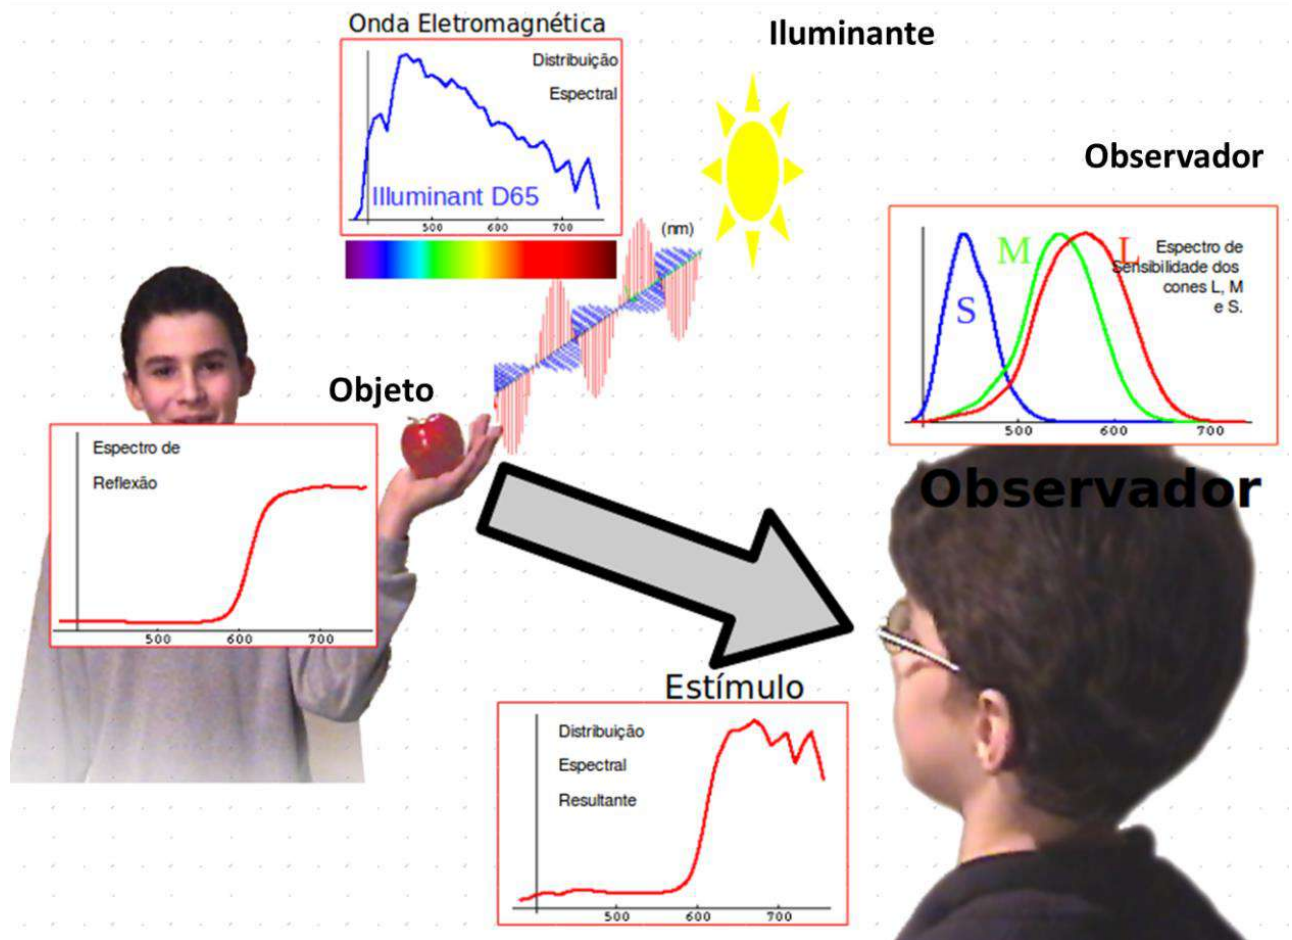 Onda Eletromagnética
Iluminante
Distribuição
Espectral
Illuminant D65
500 600 700
(nm)
Observador
M
L
S
Espectro de
Sensibilidade dos
cones L, M
e S.
500 600 700
Observador
Objeto
Espectro de
Reflexão
500 600 700
Estímulo
Distribuição
Espectral
Resultante
500 600 700